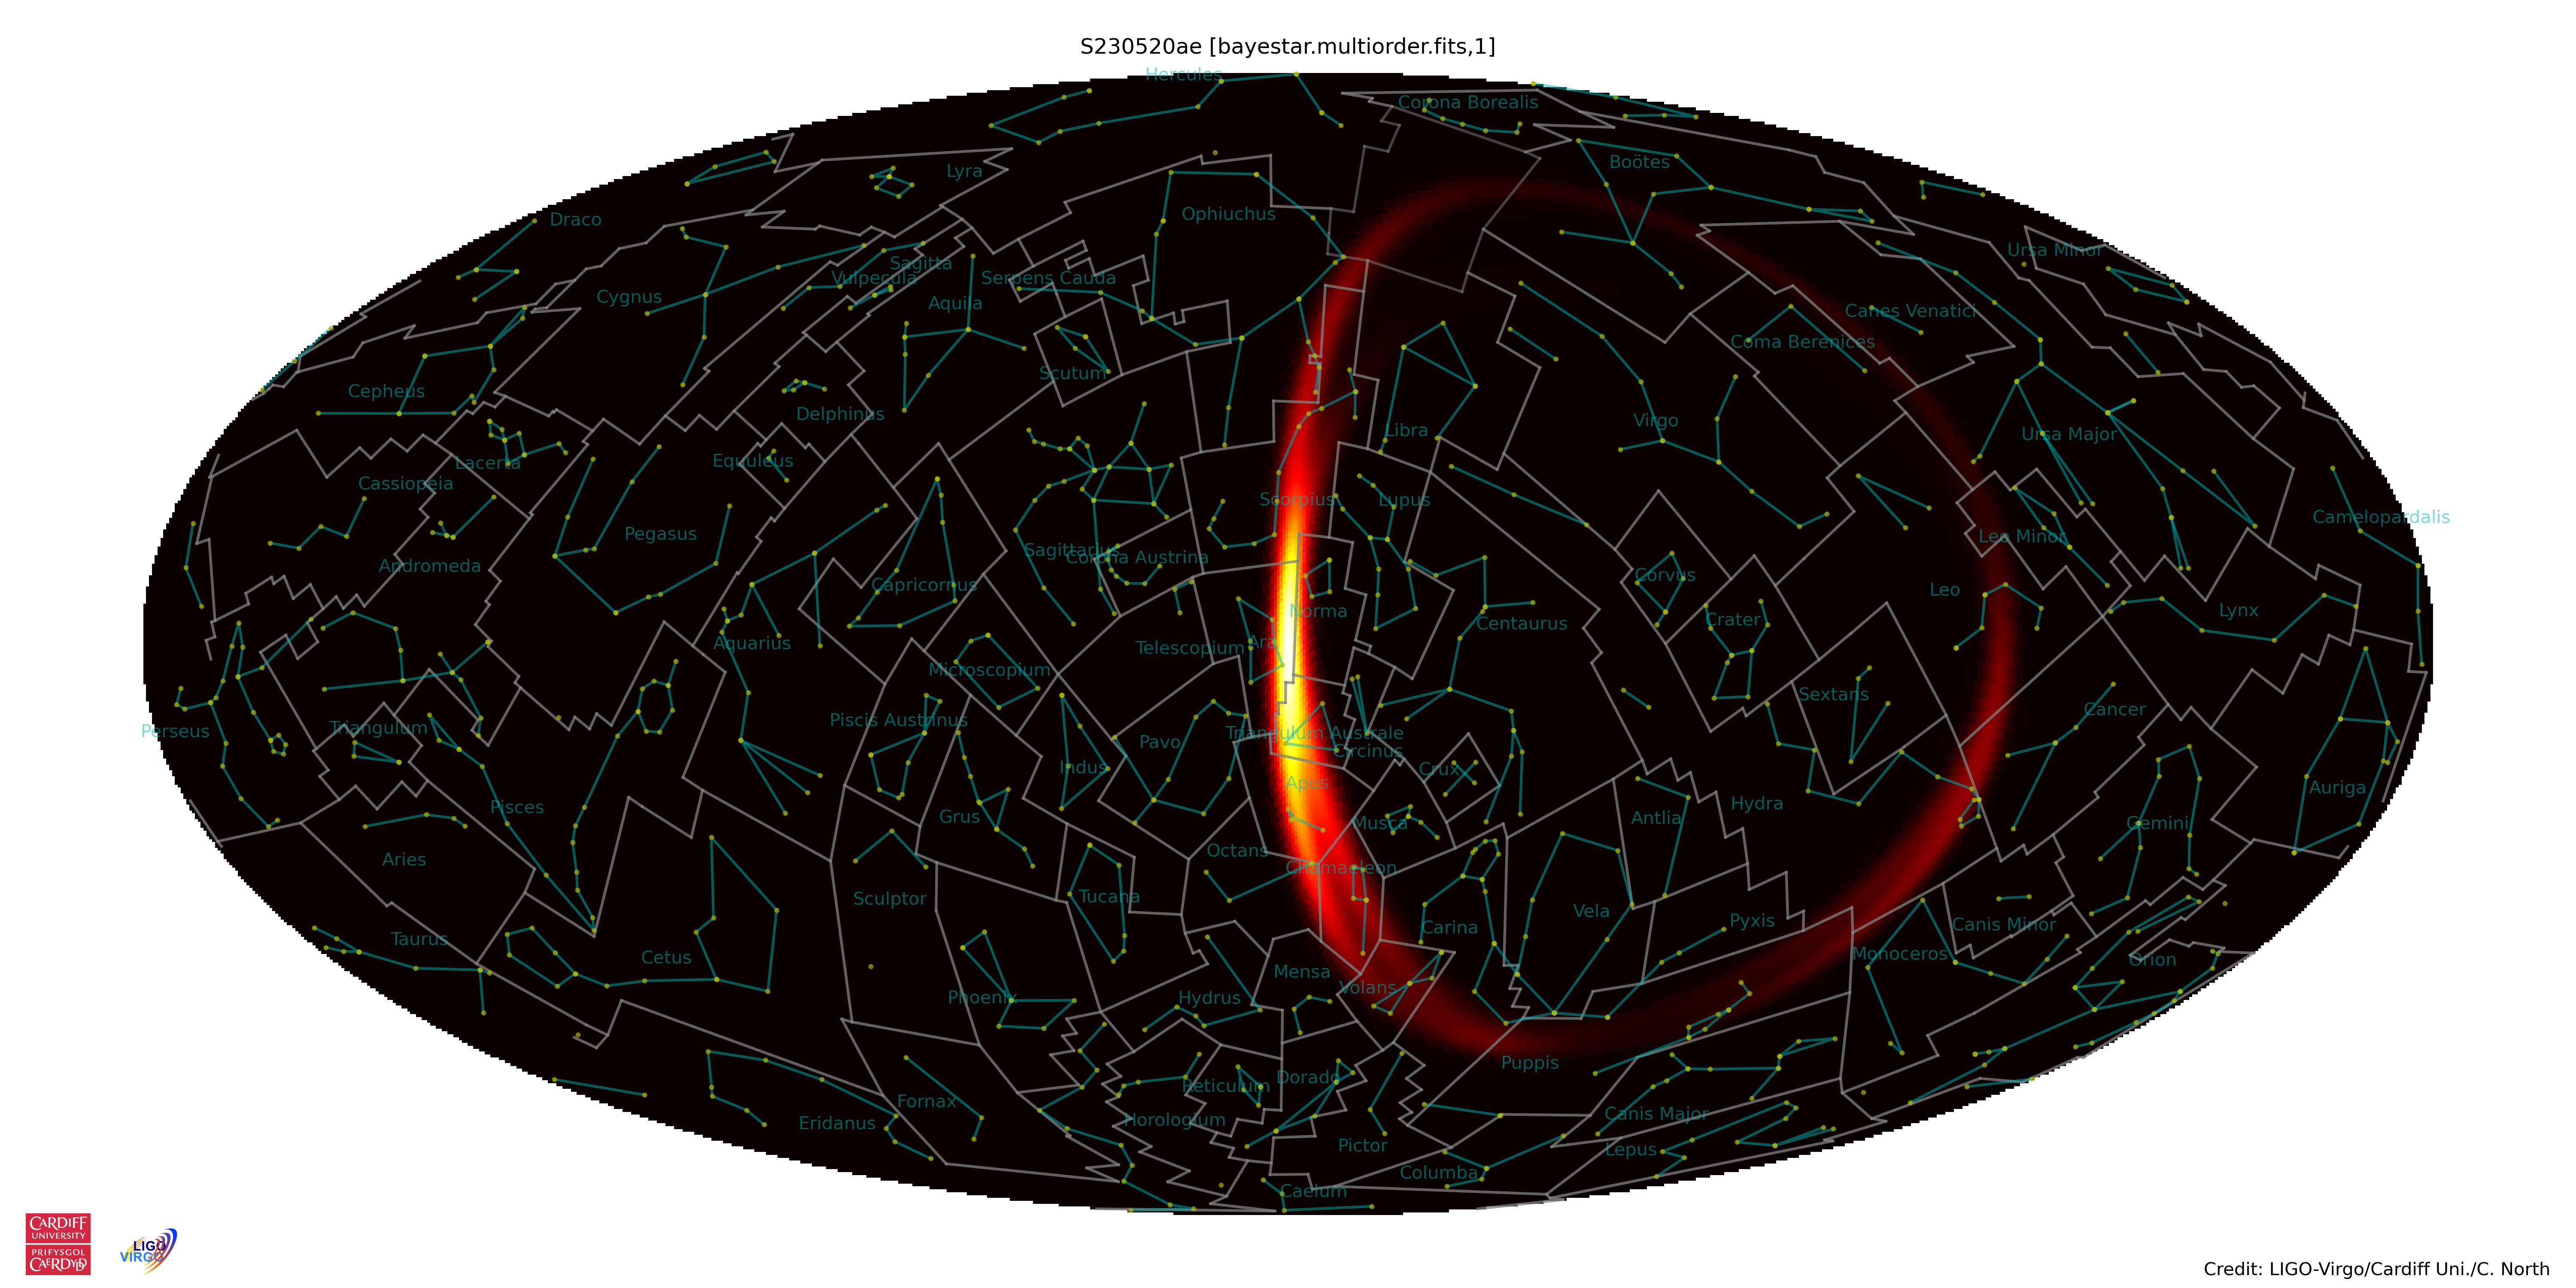 S230520ae [bayestar.multiorder.fits,1]
Hercules
Corona Borealis
Boötes
Lyra
Ophiuchus
Draco
Ursa Minor
Sagitta
Vulpecula
Serpens Cauda
Cygnus
Aquila
Canes Venatici
Coma Berenices
Scutum
Cepheus
Delphinus
Virgo
Libra
Ursa Major
Equuleus
Lacerta
Cassiopeia
Scorpius
Lupus
Camelopardalis
Pegasus
Leo Minor
Sagittarius
Corona Austrina
Andromeda
Corvus
Capricornus
Leo
Norma
Lynx
Crater
Centaurus
Aquarius
Ara
Telescopium
Microscopium
Sextans
Cancer
Piscis Austrinus
Triangulum
Perseus
Triangulum Australe
Pavo
Circinus
Indus
Crux
Apus
Auriga
Pisces
Hydra
Grus
Antlia
Musca
Gemini
Octans
Aries
Chamaeleon
Tucana
Sculptor
Vela
Pyxis
Canis Minor
Carina
Taurus
Monoceros
Cetus
Orion
Mensa
Volans
Phoenix
Hydrus
Puppis
Dorado
Reticulum
Fornax
Canis Major
Horologium
Eridanus
Pictor
Lepus
Columba
Caelum
CARDIFF
UNIVERSITY
PRIFYSGOL
CAERDYDD
LIGO
VIRGO
Credit: LIGO-Virgo/Cardiff Uni./C. North